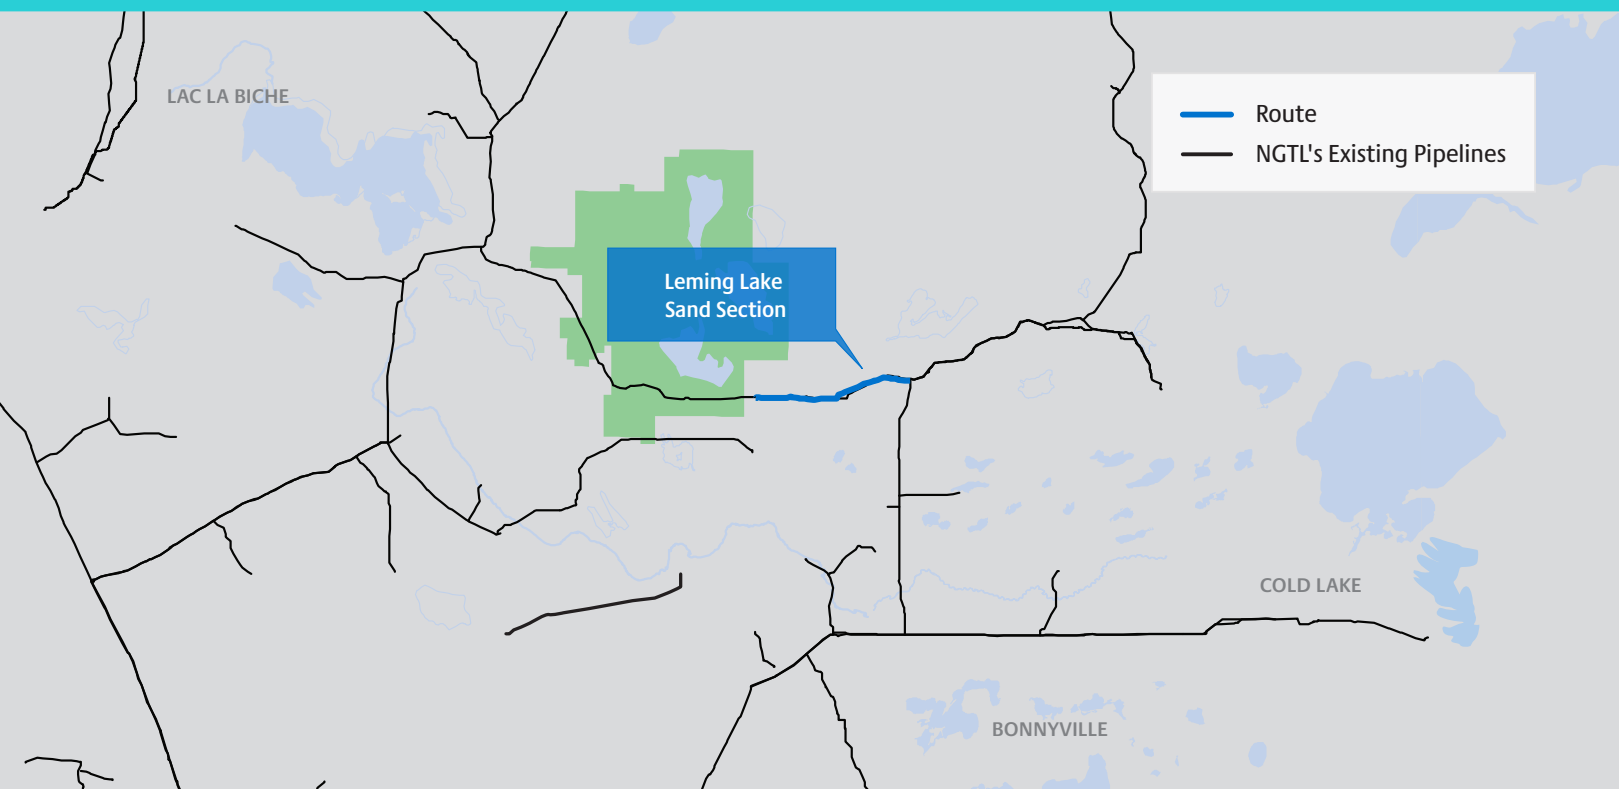 LAC LA BICHE
Route
NGTL's Existing Pipelines
Leming Lake
Sand Section
COLD LAKE
BONNYVILLE